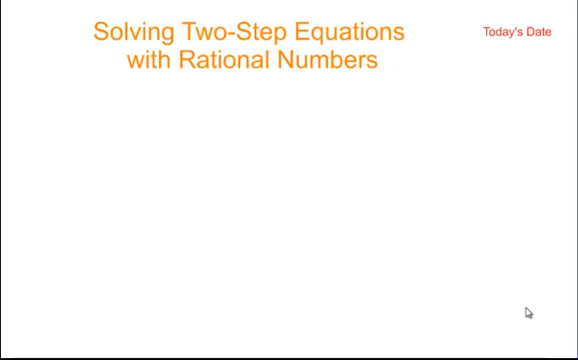 Solving Two-Step Equations
with Rational Numbers
Today's Date